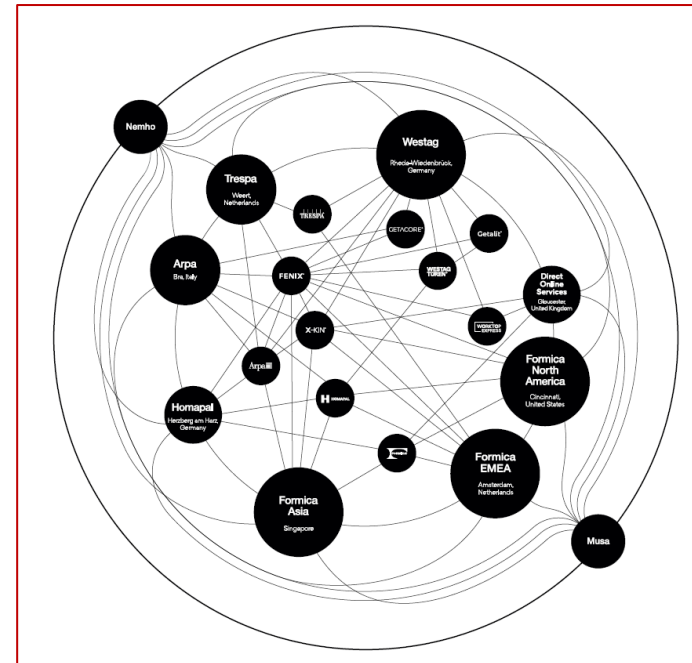 Nemho
Westag
Rheda-Wiedenbrück,
Germany
Trespa
Weert,
Netherlands
TRESPA
GETACORE®
Getalit®
Arpa
Bra, Italy
FENIX®
WESTAG
TÜREN®
Direct
Online
Services
Gloucester,
United Kingdom
X-KIN®
WORKTOP
EXPRESS
Arpa
Formica
North
America
Cincinnati,
United States
Homapal
Herzberg am Harz,
Germany
H HOMAPAL
Formica
EMEA
Amsterdam,
Netherlands
Formica
Asia
Singapore
Musa